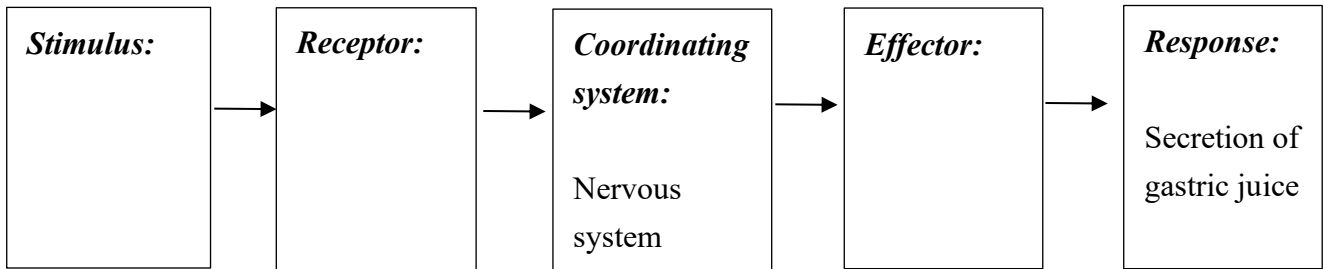 Stimulus:
Receptor:
Coordinating
system:
Nervous
system
Effector:
Response:
Secretion of
gastric juice